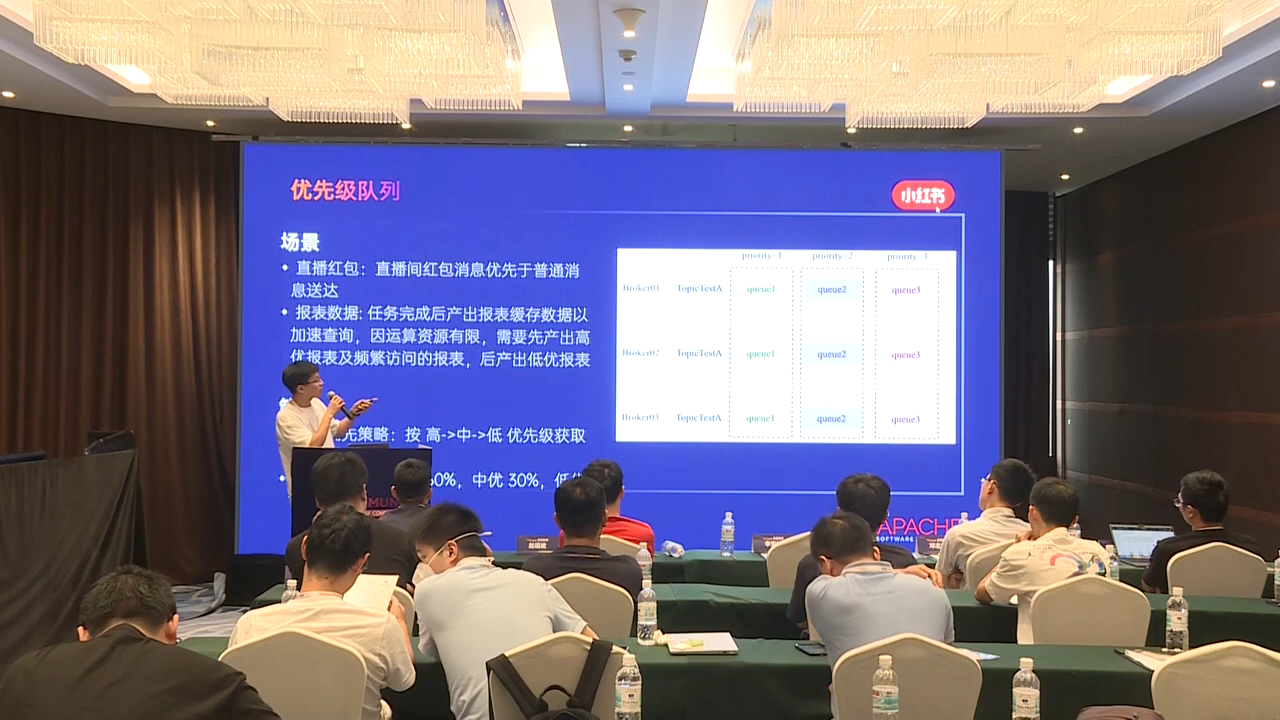 优先级队列
小红书
场景
• 直播红包：直播间红包消息优先于普通消
息送达
• 报表数据: 任务完成后产出报表缓存数据以
加速查询，因运算资源有限，需要先产出高
优报表及频繁访问的报表，后产出低优报表
先策略：按 高->中->低 优先级获取
0%，中优 30%，低
priority=1 priority=2 priority=3
Broker01 TopicTestA queue1 queue2 queue3
Broker02 TopicTestA queue1 queue2 queue3
Broker03 TopicTestA queue1 queue2 queue3
MUN
APACHE
SOFTWARE